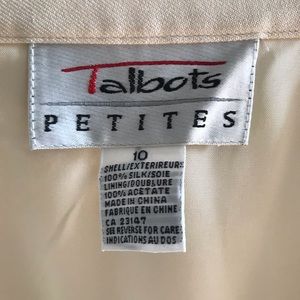 Talbots
PETITES
10
SHELL/EXTERIEUR:
100% SILK/SOIE
LINING/DOUBLURE
100% ACETATE
MADE IN CHINA
FABRIQUE EN CHINE
CA 23147
SEE REVERSE FOR CARE
INDICATIONS AU DOS